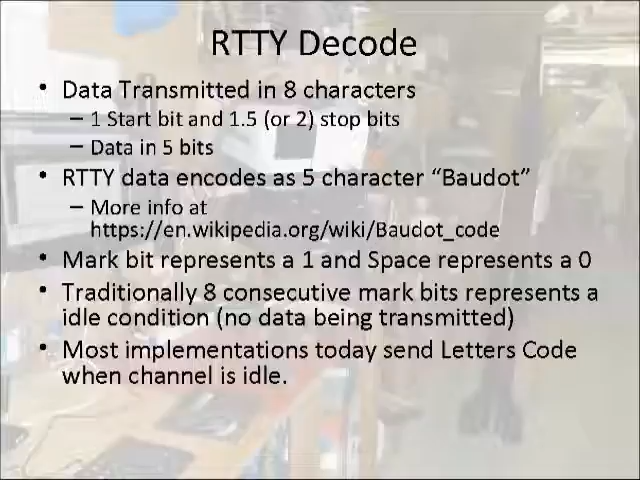 RTTY Decode
• Data Transmitted in 8 characters
– 1 Start bit and 1.5 (or 2) stop bits
– Data in 5 bits
• RTTY data encodes as 5 character “Baudot”
– More info at
https://en.wikipedia.org/wiki/Baudot_code
• Mark bit represents a 1 and Space represents a 0
• Traditionally 8 consecutive mark bits represents a
idle condition (no data being transmitted)
• Most implementations today send Letters Code
when channel is idle.